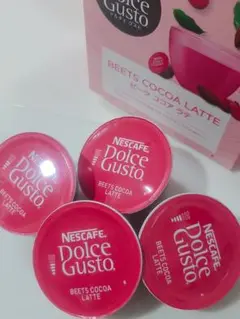 DOLCE
GUSTO
BEETS COCOA LATTE
ビーツ ココア ラテ
NESCAFÉ
DOLCE
GUSTO
BEETS COCOA
LATTE
NESCAFÉ
DOLCE
GUSTO
BEETS COCOA
LATTE
NESCAFÉ
DOLCE
GUSTO
BEETS COCOA
LATTE
NESCAFÉ
DOLCE
GUSTO
BEETS COCOA
LATTE